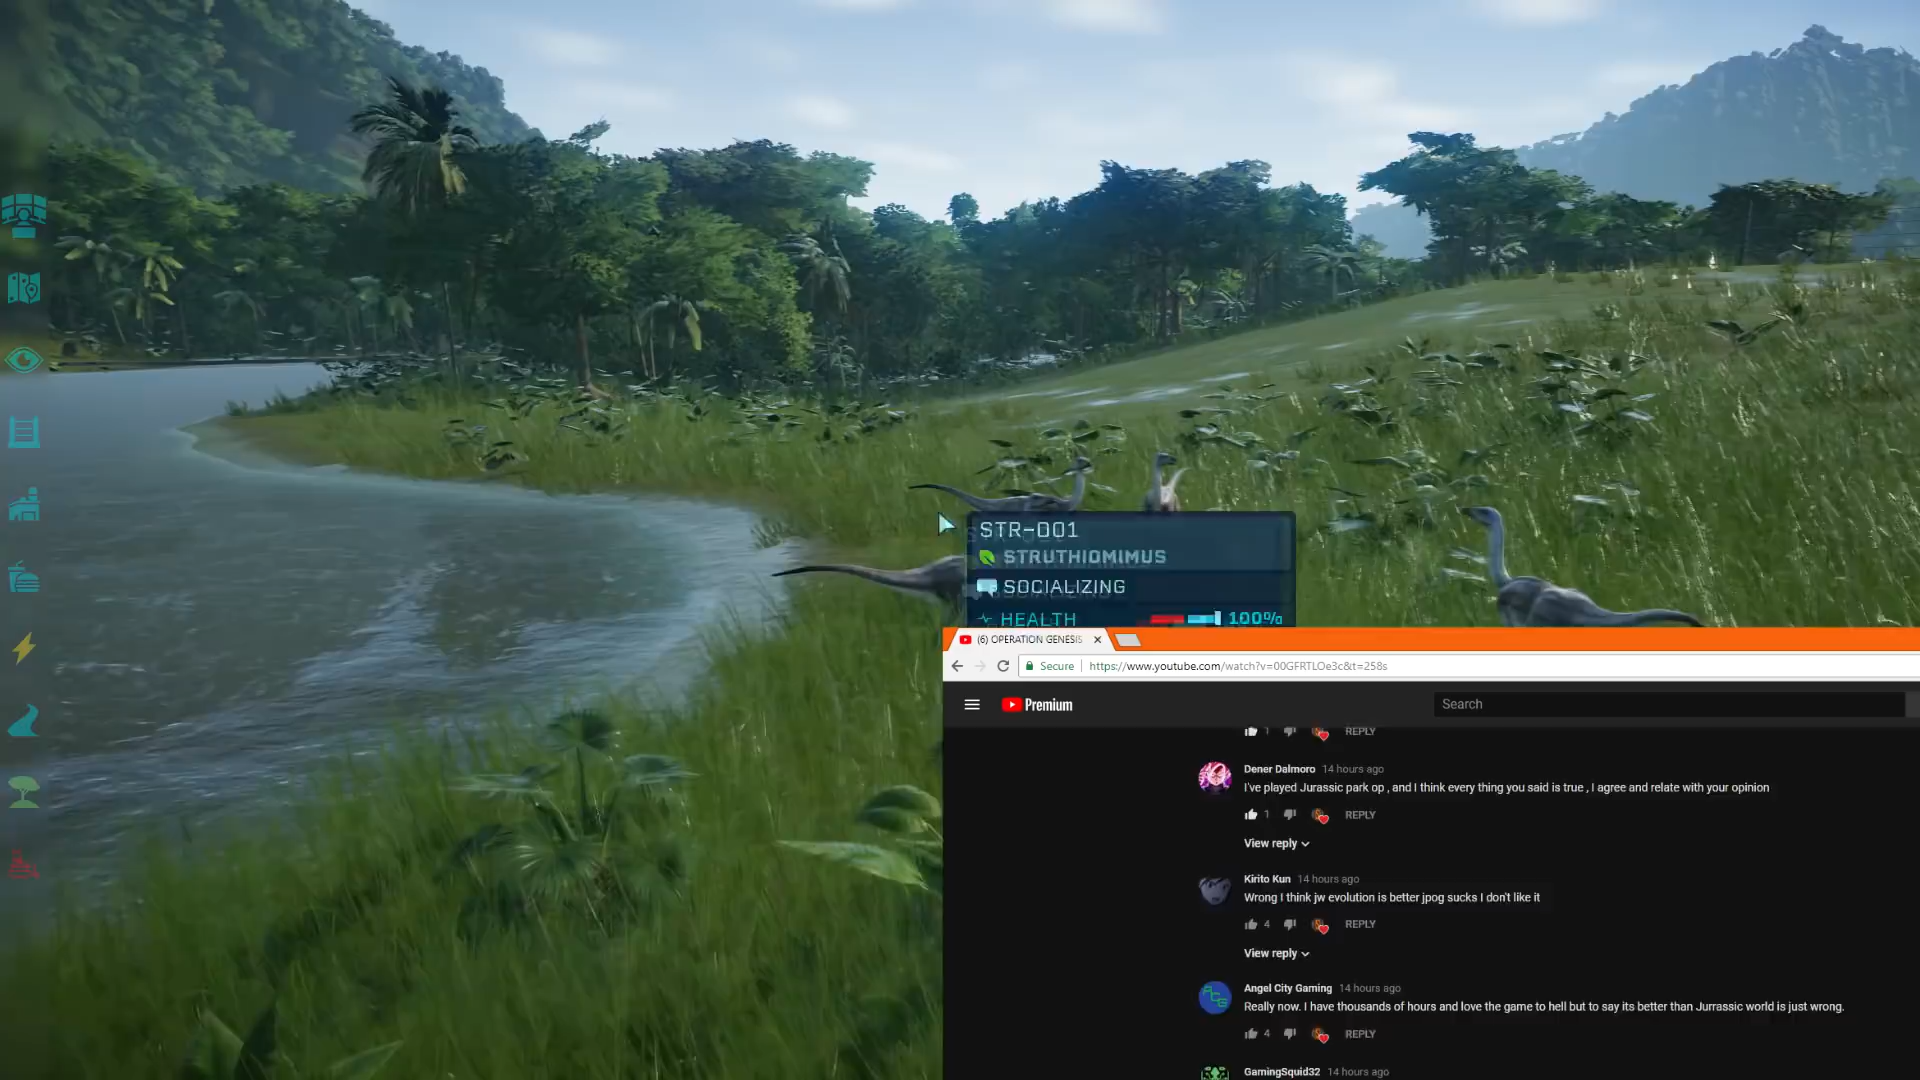 STR-001
STRUTHIOMIMUS
SOCIALIZING
HEALTH 100%
(6) OPERATION GENESIS
Secure https://www.youtube.com/watch?v=00GFRTLOe3c&t=258s
Premium
Search
1 REPLY
Dener Dalmoro 14 hours ago
I've played Jurassic park op , and I think every thing you said is true , I agree and relate with your opinion
1 REPLY
View reply
Kirito Kun 14 hours ago
Wrong I think jw evolution is better jpog sucks I don't like it
4 REPLY
View reply
Angel City Gaming 14 hours ago
Really now. I have thousands of hours and love the game to hell but to say its better than Jurrassic world is just wrong.
4 REPLY
GamingSquid32 14 hours ago